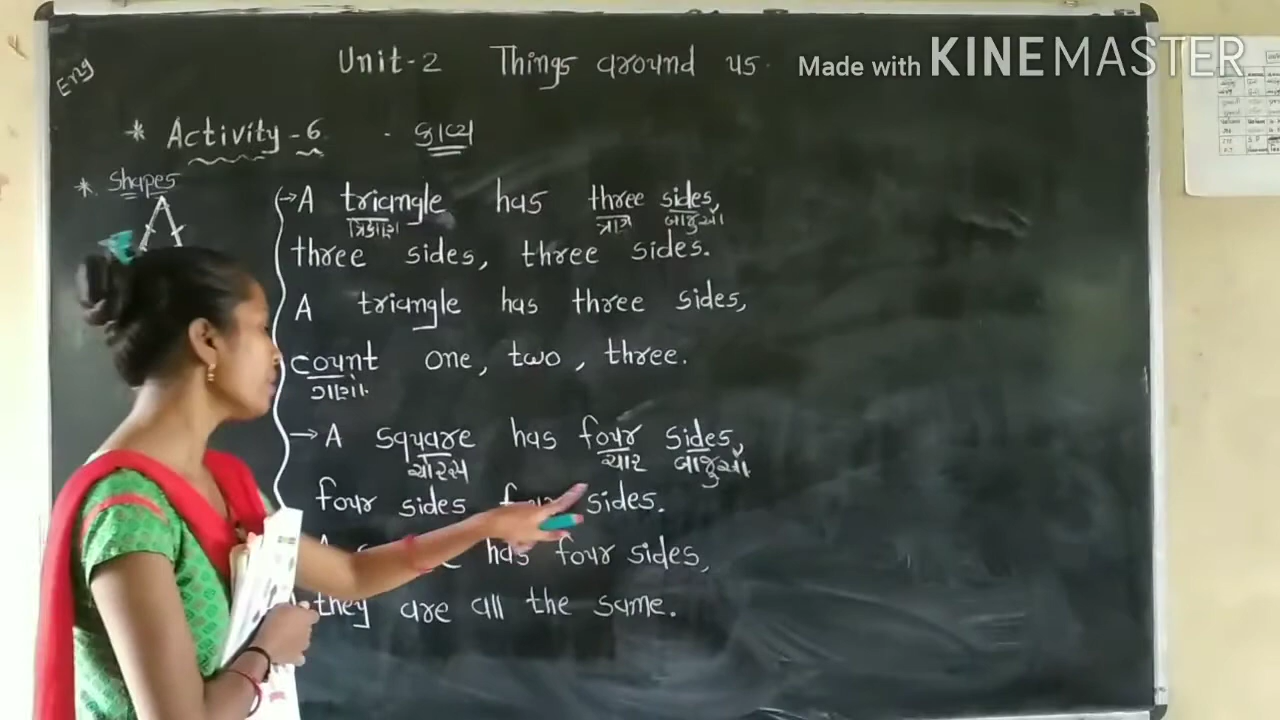 Eng
Unit-2 Things around us
Made with KINEMASTER
* Activity-6 - કાવ્ય
* Shapes
→ A triangle has three sides,
ત્રિકોણ ત્રણ બાજુઓ
three sides, three sides.
A triangle has three sides,
count one, two, three.
ગણો.
→ A square has four sides,
ચોરસ ચાર બાજુઓ
four sides four sides.
has four sides,
they are all the same.